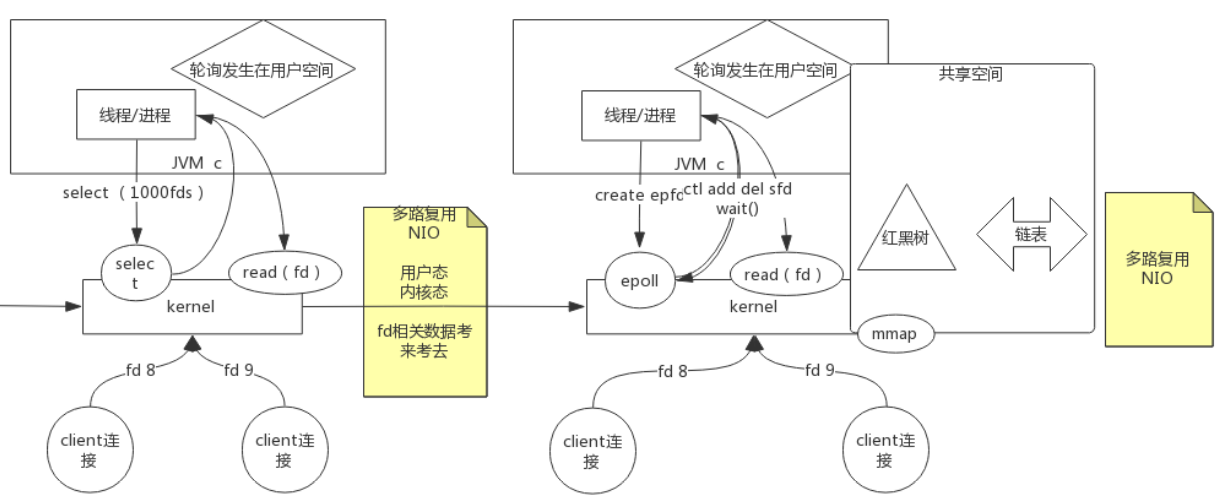 轮询发生在用户空间
线程/进程
JVM c
select （1000fds）
selec
t
read（fd）
kernel
fd 8
fd 9
client连
接
client连
接
多路复用
NIO
用户态
内核态
fd相关数据考
来考去
轮询发生在用户空间
线程/进程
JVM c
create epfd
ctl add del sfd
wait()
epoll
read（fd）
kernel
fd 8
fd 9
client连
接
client连
接
共享空间
红黑树
链表
mmap
多路复用
NIO